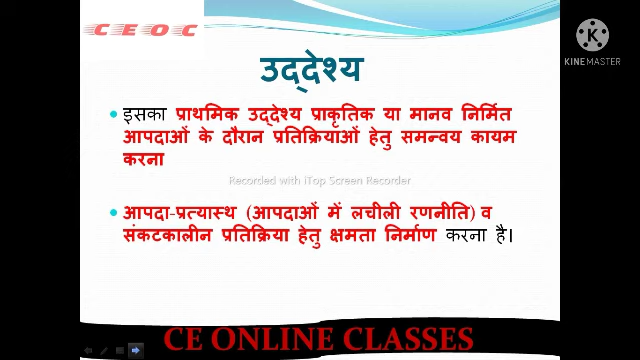 CEOC
KINEMASTER
उद्देश्य
इसका प्राथमिक उद्देश्य प्राकृतिक या मानव निर्मित
आपदाओं के दौरान प्रतिक्रियाओं हेतु समन्वय कायम
करना
Recorded with iTop Screen Recorder
आपदा-प्रत्यास्थ (आपदाओं में लचीली रणनीति) व
संकटकालीन प्रतिक्रिया हेतु क्षमता निर्माण करना है।
CE ONLINE CLASSES